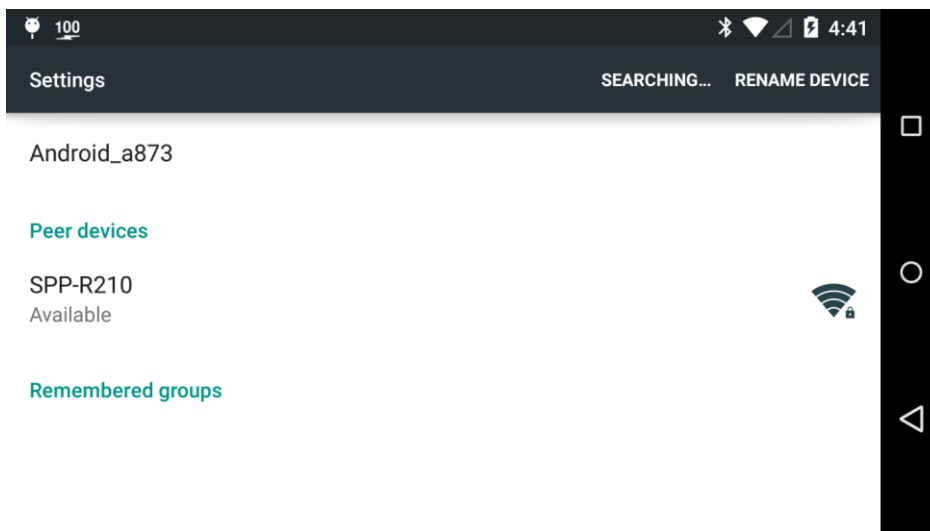 100
4:41
Settings
SEARCHING...
RENAME DEVICE
Android_a873
Peer devices
SPP-R210
Available
Remembered groups